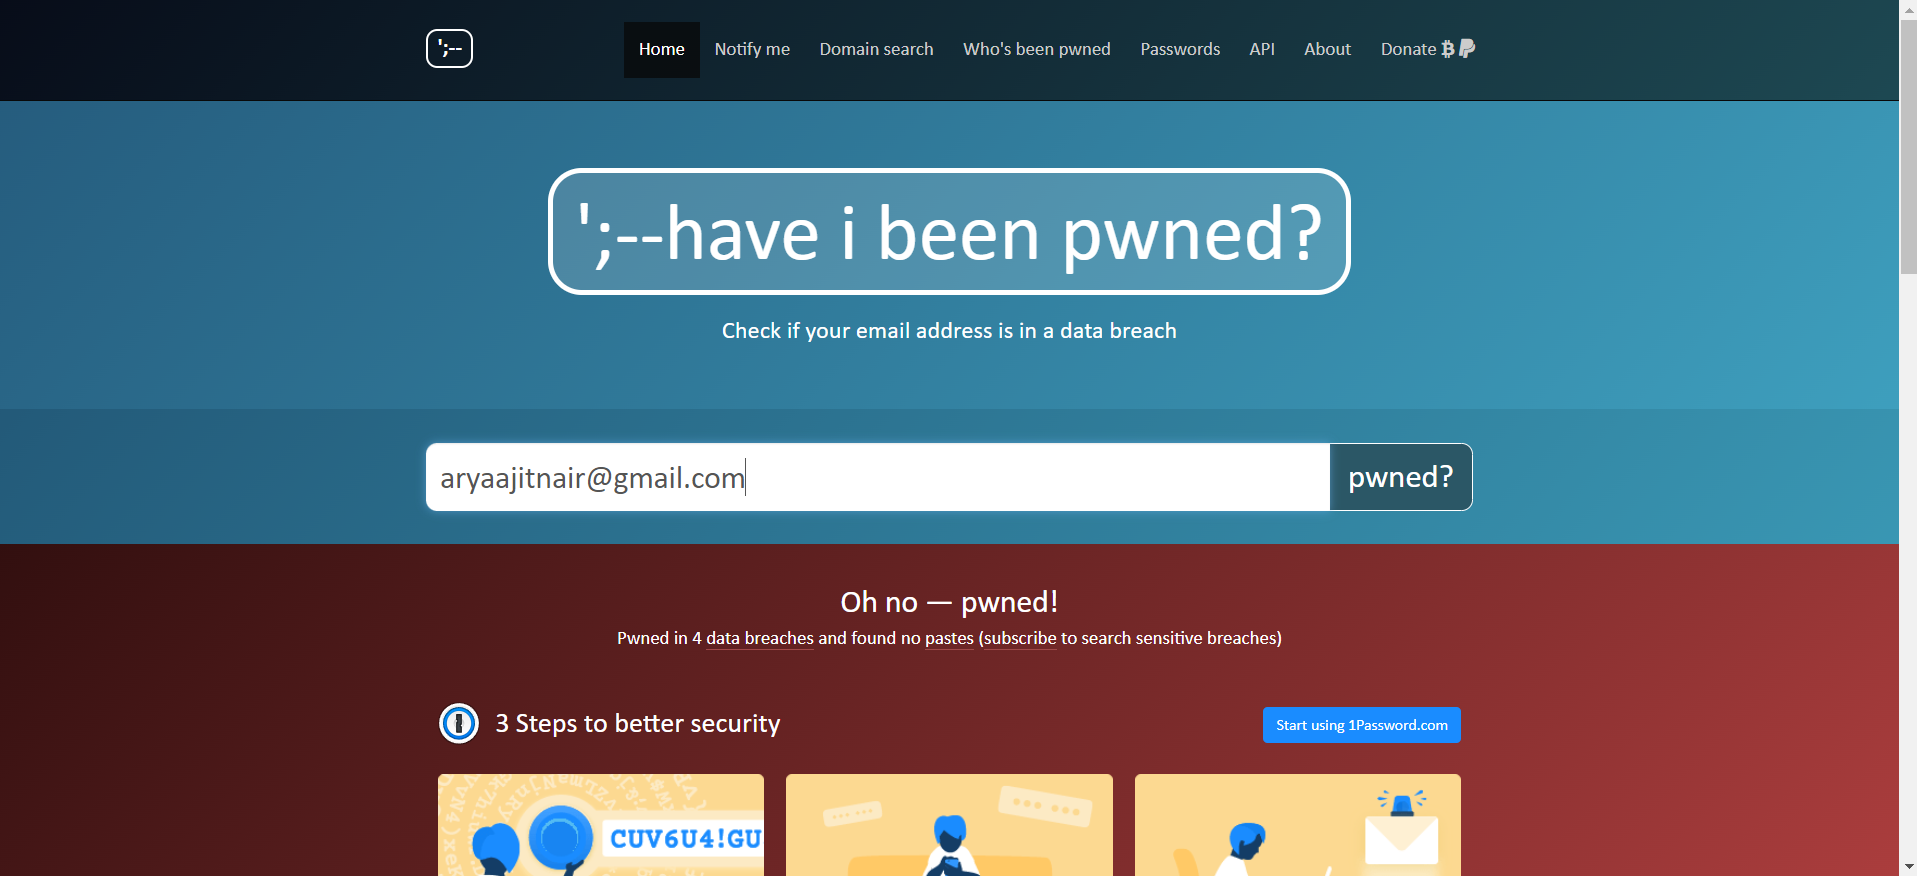 ';--
Home Notify me Domain search Who's been pwned Passwords API About Donate
';--have i been pwned?
Check if your email address is in a data breach
aryaajitnair@gmail.com pwned?
Oh no — pwned!
Pwned in 4 data breaches and found no pastes (subscribe to search sensitive breaches)
3 Steps to better security Start using 1Password.com
CUV6U4!GU